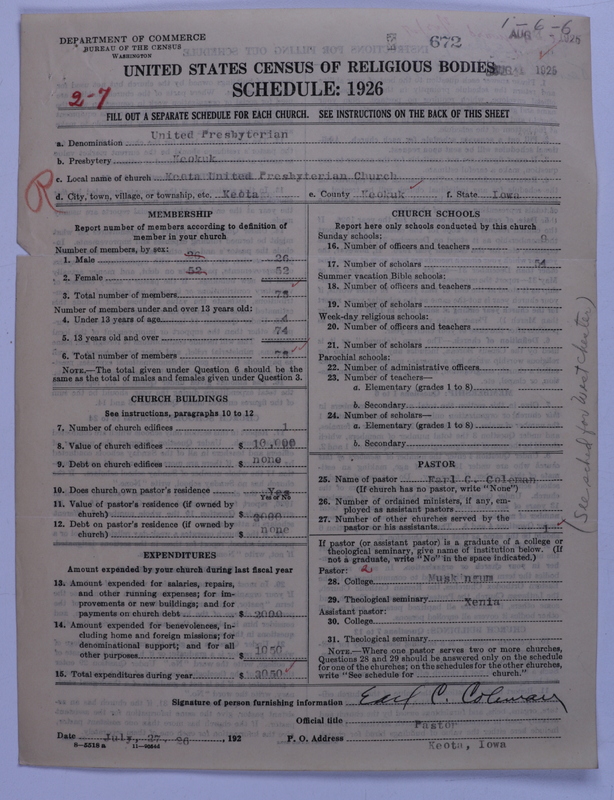 1-6-6
DEPARTMENT OF COMMERCE
BUREAU OF THE CENSUS
WASHINGTON
672
AUG 1926
UNITED STATES CENSUS OF RELIGIOUS BODIES
1926
SCHEDULE: 1926
2-7
FILL OUT A SEPARATE SCHEDULE FOR EACH CHURCH. SEE INSTRUCTIONS ON THE BACK OF THIS SHEET
a. Denomination United Presbyterian
b. Presbytery Keokuk
c. Local name of church Keota United Presbyterian Church
R
d. City, town, village, or township, etc. Keota e. County Keokuk f. State Iowa
MEMBERSHIP
Report number of members according to definition of
member in your church
Number of members, by sex:
1. Male 26
2. Female 52 52
3. Total number of members 78
Number of members under and over 13 years old:
4. Under 13 years of age 4
5. 13 years old and over 74
6. Total number of members 78
NOTE.—The total given under Question 6 should be
same as the total of males and females given under Question 3.
CHURCH BUILDINGS
See instructions, paragraphs 10 to 12
7. Number of church edifices 1
8. Value of church edifices $ 10,000
9. Debt on church edifices $ none
10. Does church own pastor's residence Yes
Yes or No
11. Value of pastor's residence (if owned by
church) $
12. Debt on pastor's residence (if owned by
church) $ none
EXPENDITURES
Amount expended by your church during last fiscal year
13. Amount expended for salaries, repairs,
and other running expenses; for im-
provements or new buildings; and for
payments on church debt $ 2000
14. Amount expended for benevolences, in-
cluding home and foreign missions; for
denominational support; and for all
other purposes $ 1050
15. Total expenditures during year $ 3050
CHURCH SCHOOLS
Report here only schools conducted by this church
Sunday schools:
16. Number of officers and teachers
17. Number of scholars 54
Summer vacation Bible schools:
18. Number of officers and teachers
19. Number of scholars
Week-day religious schools:
20. Number of officers and teachers
21. Number of scholars
Parochial schools:
22. Number of administrative officers
23. Number of teachers—
a. Elementary (grades 1 to 8)
b. Secondary
24. Number of scholars—
a. Elementary (grades 1 to 8)
b. Secondary
PASTOR
25. Name of pastor Earl C. Coleman
(If church has no pastor, write "None")
26. Number of ordained ministers, if any, em-
ployed as assistant pastors
27. Number of other churches served by the
pastor or his assistants 1
If pastor (or assistant pastor) is a graduate of a college or
theological seminary, give name of institution below. (If
not a graduate, write "No" in the space indicated.)
Pastor: 2
28. College Muskingum
29. Theological seminary Xenia
Assistant pastor:
30. College
31. Theological seminary
NOTE.—Where one pastor serves two or more churches,
Questions 28 and 29 should be answered only on the schedule
for one of the churches; on the schedules for the other churches,
write "See schedule for church.")
See sched for West Chester)
Signature of person furnishing information Earl C. Coleman
Official title Pastor
Date July, 27, 26, 192 P. O. Address Keota, Iowa
8—5518 a